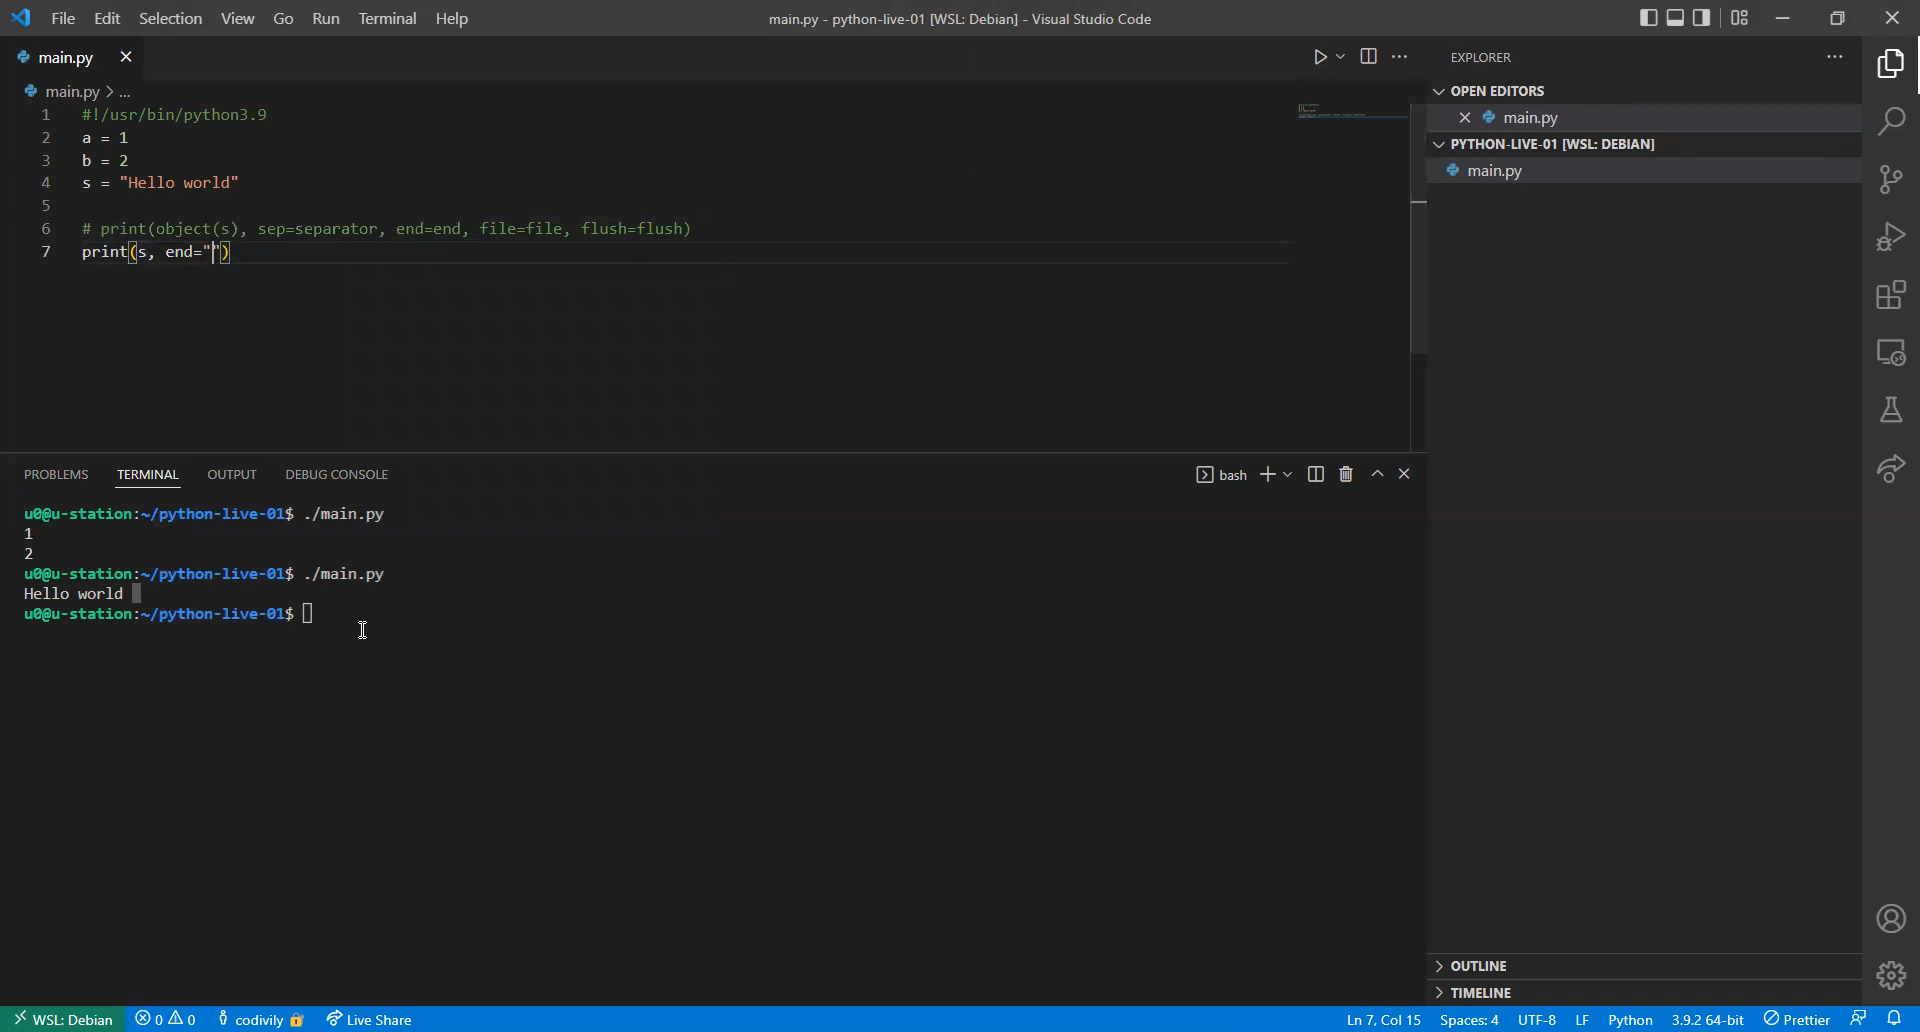 File Edit Selection View Go Run Terminal Help
main.py - python-live-01 [WSL: Debian] - Visual Studio Code
main.py
main.py > ...
1 #!/usr/bin/python3.9
2 a = 1
3 b = 2
4 s = "Hello world"
5
6 # print(object(s), sep=separator, end=end, file=file, flush=flush)
7 print(s, end="")
EXPLORER
OPEN EDITORS
main.py
PYTHON-LIVE-01 [WSL: DEBIAN]
main.py
PROBLEMS TERMINAL OUTPUT DEBUG CONSOLE
bash
u0@u-station:~/python-live-01$ ./main.py
1
2
u0@u-station:~/python-live-01$ ./main.py
Hello world
u0@u-station:~/python-live-01$
OUTLINE
TIMELINE
WSL: Debian 0 0 codivily Live Share
Ln 7, Col 15 Spaces: 4 UTF-8 LF Python 3.9.2 64-bit Prettier